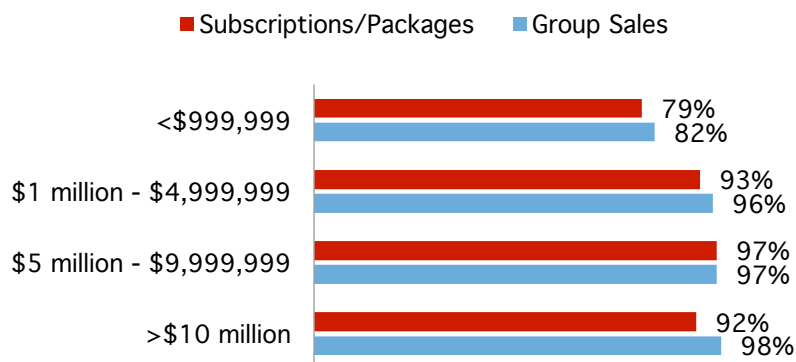 Subscriptions/Packages Group Sales
<$999,999 79%
82%
$1 million - $4,999,999 93%
96%
$5 million - $9,999,999 97%
97%
>$10 million 92%
98%